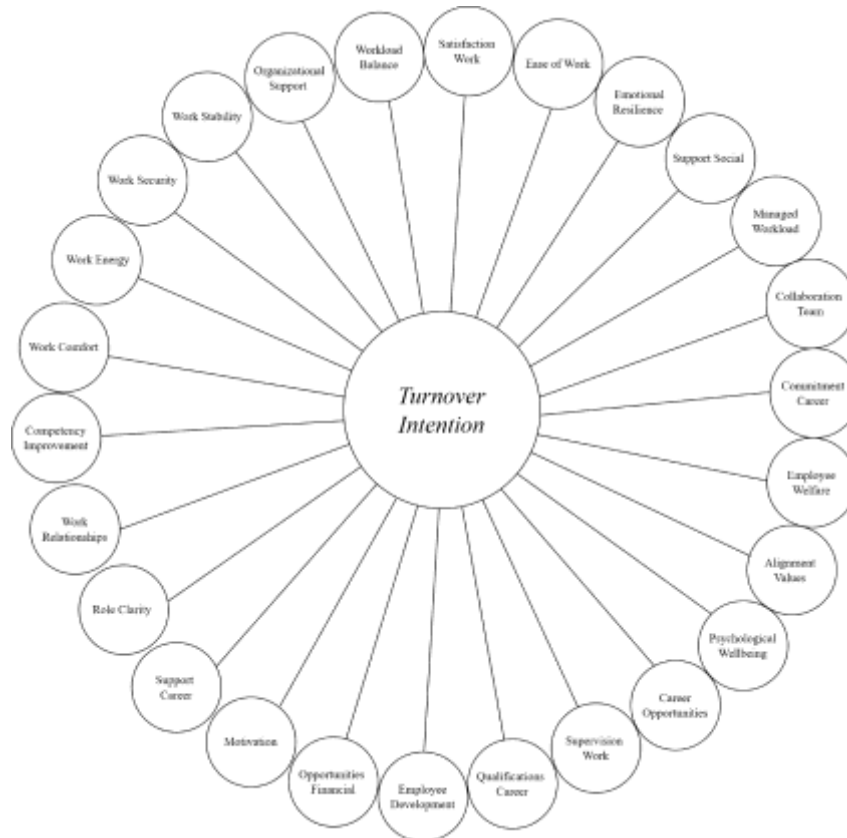 Satisfaction
Work
Ease of Work
Emotional
Resilience
Support Social
Managed
Workload
Collaboration
Team
Commitment
Career
Employee
Welfare
Alignment
Values
Psychological
Wellbeing
Career
Opportunities
Supervision
Work
Qualifications
Career
Employee
Development
Opportunities
Financial
Motivation
Support
Career
Role Clarity
Work
Relationships
Competency
Improvement
Work Comfort
Work Energy
Work Security
Work Stability
Organizational
Support
Workload
Balance
Turnover
Intention